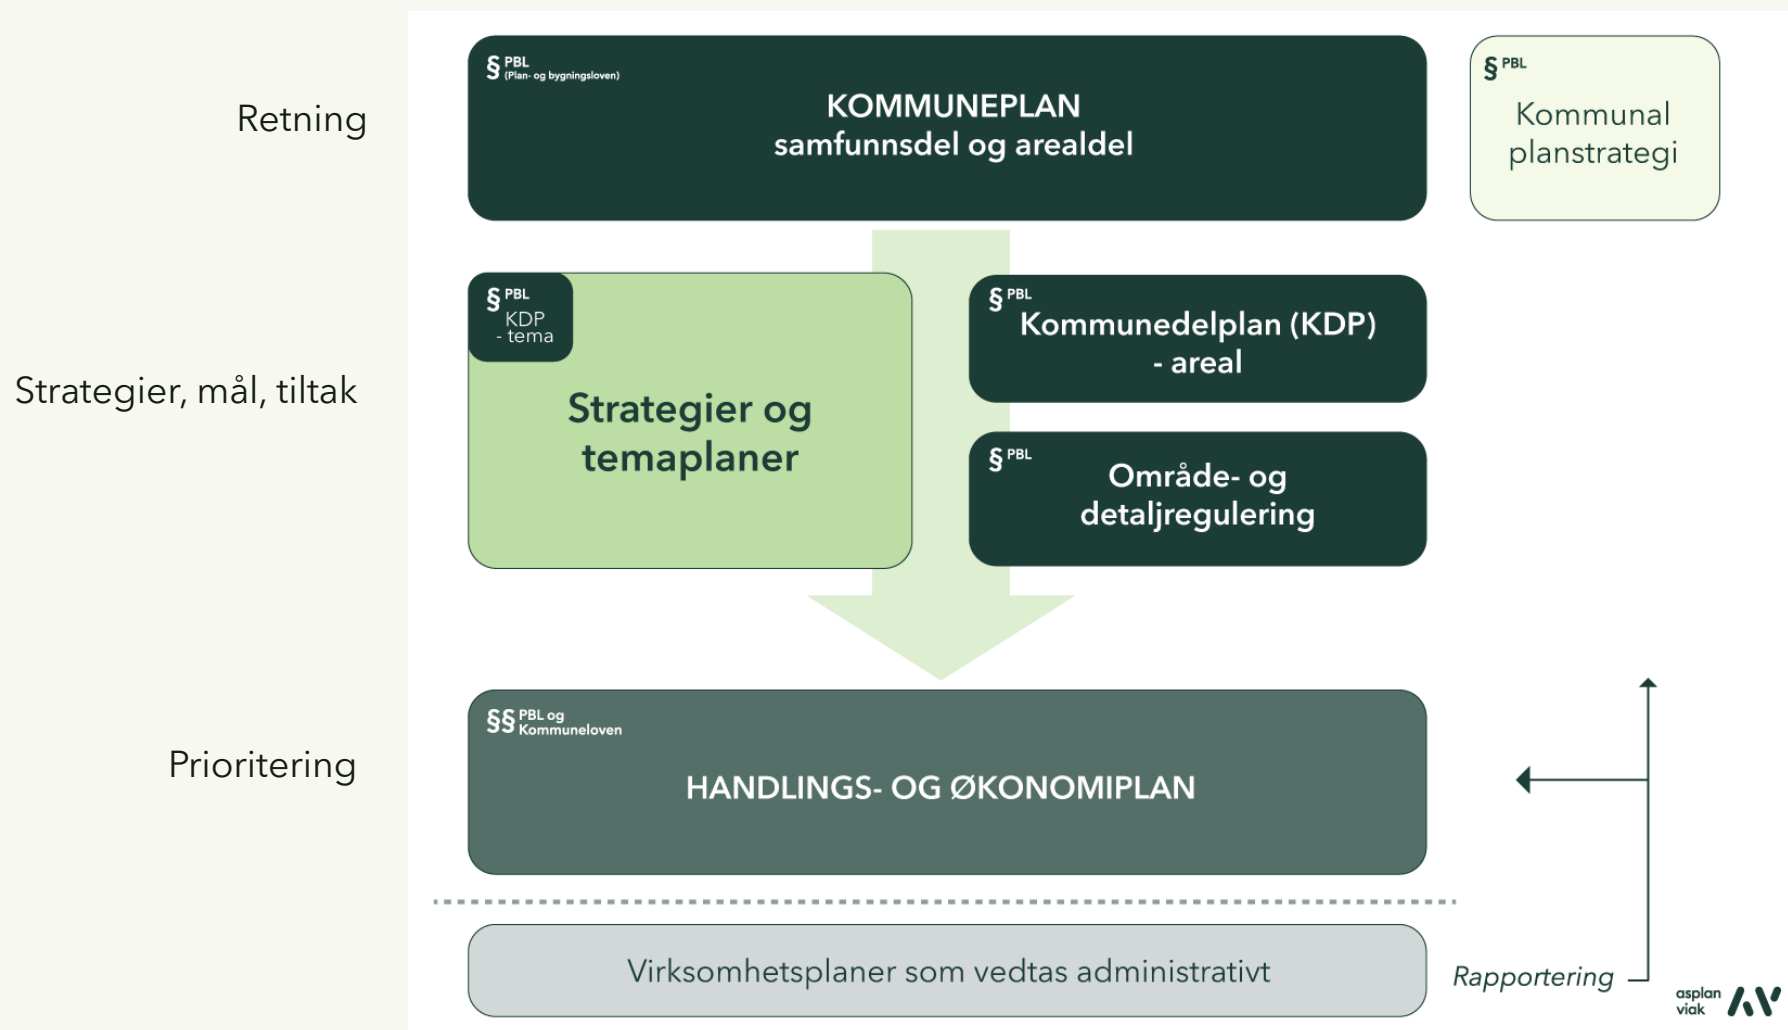 Retning
§ PBL
(Plan- og bygningsloven)
KOMMUNEPLAN
samfunnsdel og arealdel
§ PBL
Kommunal
planstrategi
Strategier, mål, tiltak
§ PBL
KDP
- tema
Strategier og
temaplaner
§ PBL
Kommunedelplan (KDP)
- areal
§ PBL
Område- og
detaljregulering
Prioritering
§§ PBL og
Kommuneloven
HANDLINGS- OG ØKONOMIPLAN
Virksomhetsplaner som vedtas administrativt
Rapportering
asplan
viak